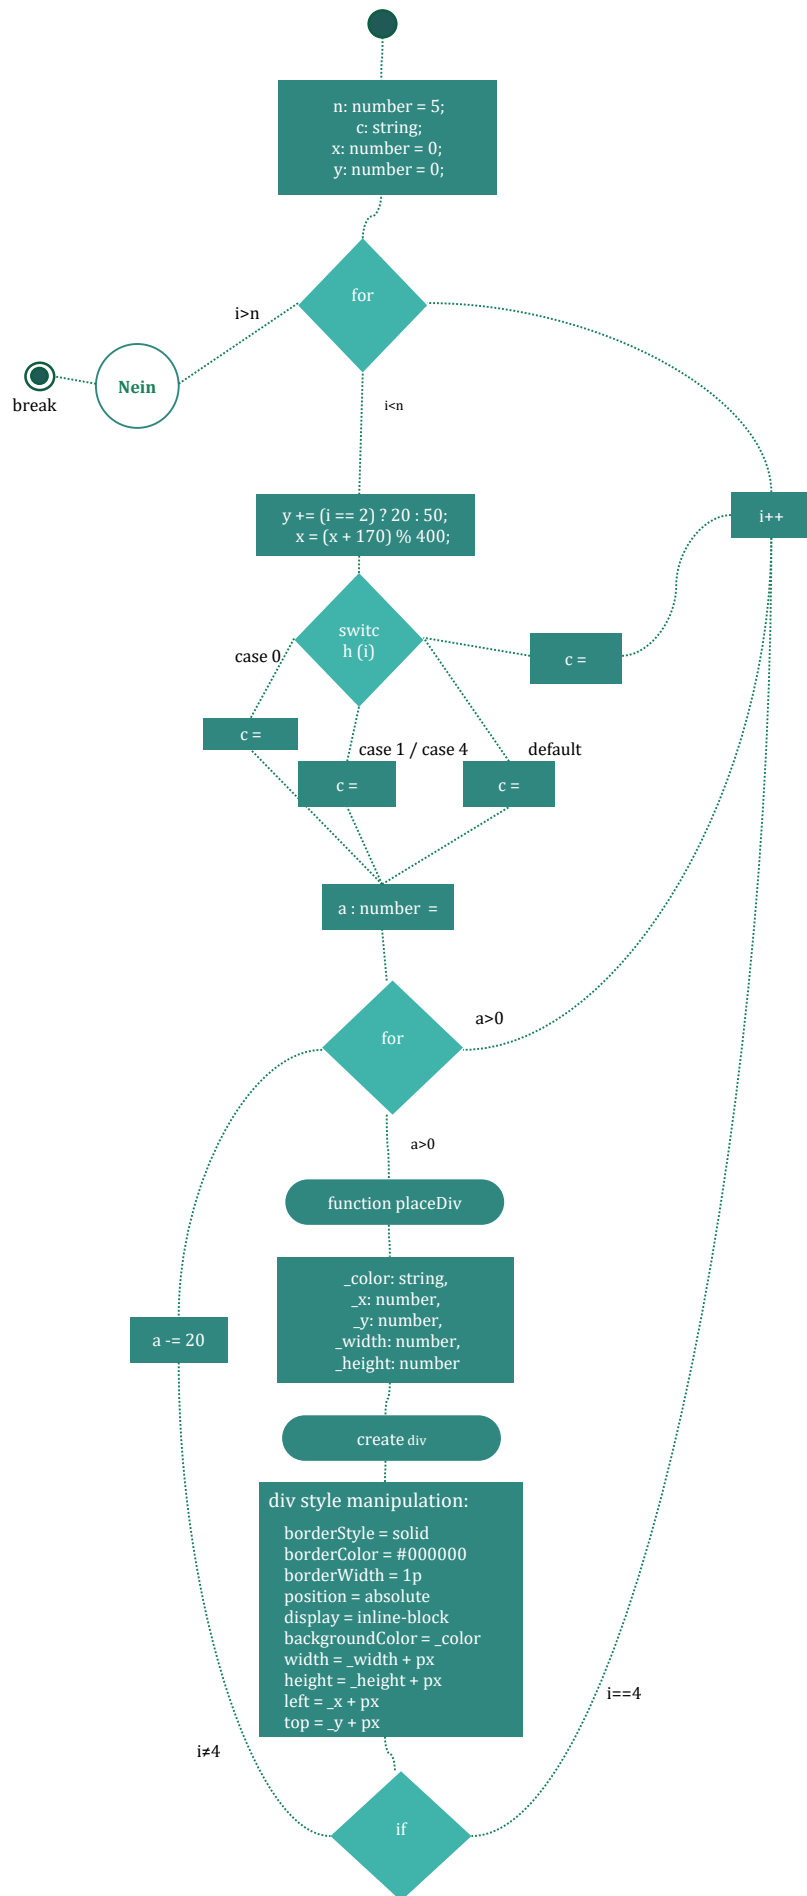 n: number = 5;
c: string;
x: number = 0;
y: number = 0;
for
i>n
Nein
break
i<n
y += (i == 2) ? 20 : 50;
x = (x + 170) % 400;
i++
switc
h (i)
case 0
c =
c =
case 1 / case 4
default
c =
c =
a : number =
for
a>0
a>0
function placeDiv
_color: string,
_x: number,
_y: number,
_width: number,
_height: number
a -= 20
create div
div style manipulation:
borderStyle = solid
borderColor = #000000
borderWidth = 1p
position = absolute
display = inline-block
backgroundColor = _color
width = _width + px
height = _height + px
left = _x + px
top = _y + px
i==4
i≠4
if